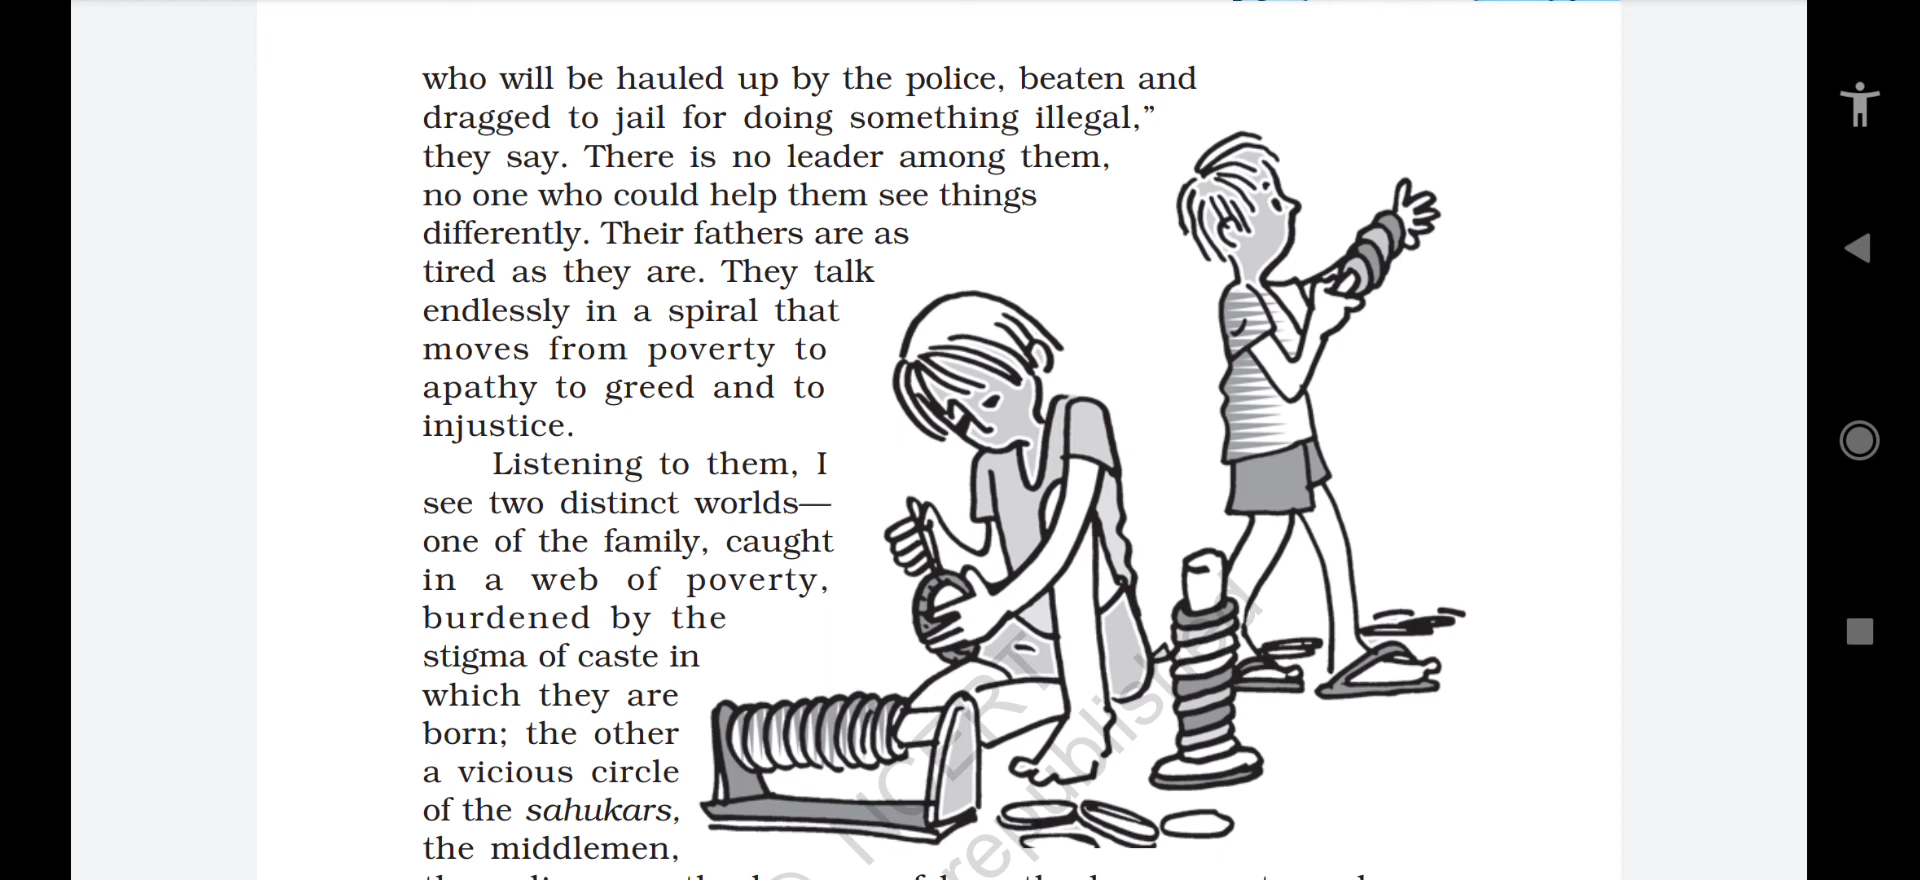 who will be hauled up by the police, beaten and
dragged to jail for doing something illegal,”
they say. There is no leader among them,
no one who could help them see things
differently. Their fathers are as
tired as they are. They talk
endlessly in a spiral that
moves from poverty to
apathy to greed and to
injustice.
Listening to them, I
see two distinct worlds—
one of the family, caught
in a web of poverty,
burdened by the
stigma of caste in
which they are
born; the other
a vicious circle
of the sahukars,
the middlemen,
© NCERT
republished